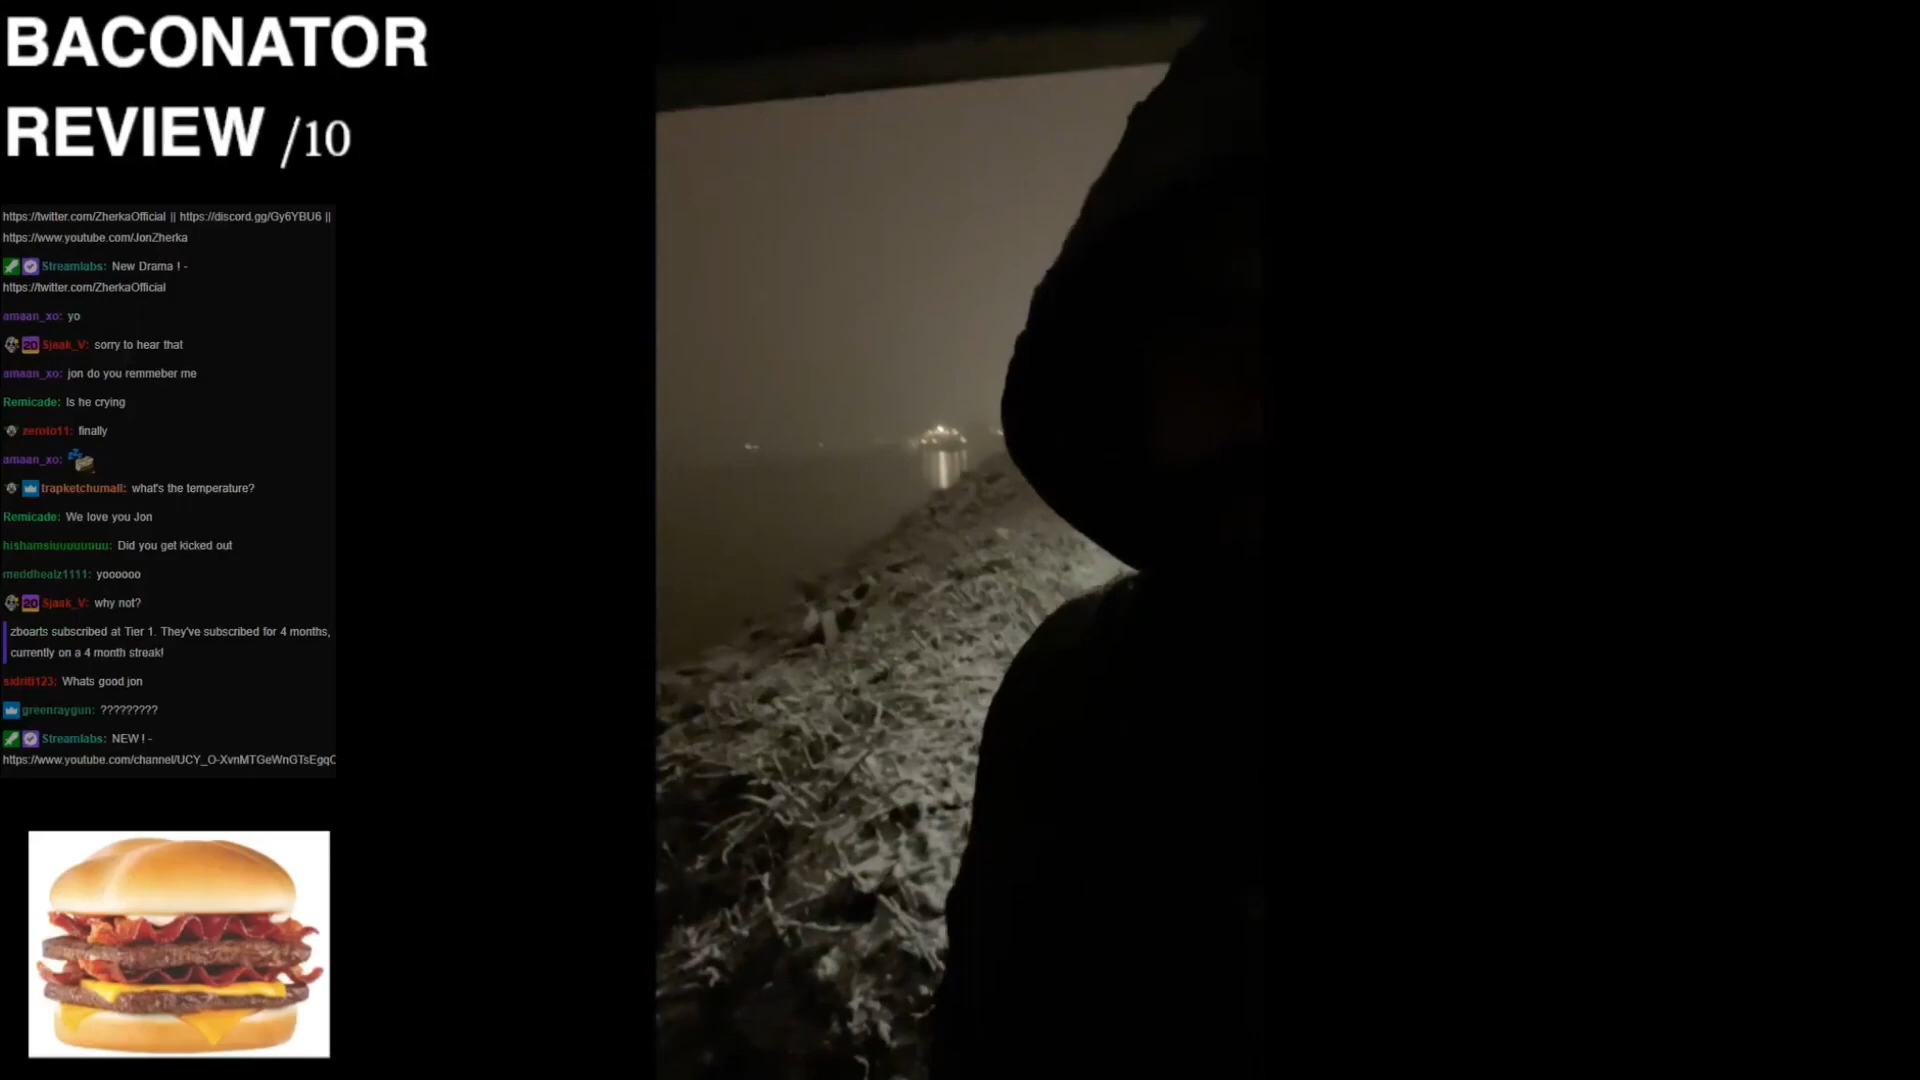 BACONATOR
REVIEW /10
https://twitter.com/ZherkaOfficial || https://discord.gg/Gy6YBU6 ||
https://www.youtube.com/JonZherka
Streamlabs: New Drama ! -
https://twitter.com/ZherkaOfficial
amaan_xo: yo
20 Sjaak_V: sorry to hear that
amaan_xo: jon do you remmeber me
Remicade: Is he crying
zeroto11: finally
amaan_xo:
trapketchumall: what's the temperature?
Remicade: We love you Jon
hishamsiuuuuuuuu: Did you get kicked out
meddhealz1111: yoooooo
20 Sjaak_V: why not?
zboarts subscribed at Tier 1. They've subscribed for 4 months,
currently on a 4 month streak!
sidriti123: Whats good jon
greenraygun: ?????????
Streamlabs: NEW ! -
https://www.youtube.com/channel/UCY_O-XvnMTGeWnGTsEgqC